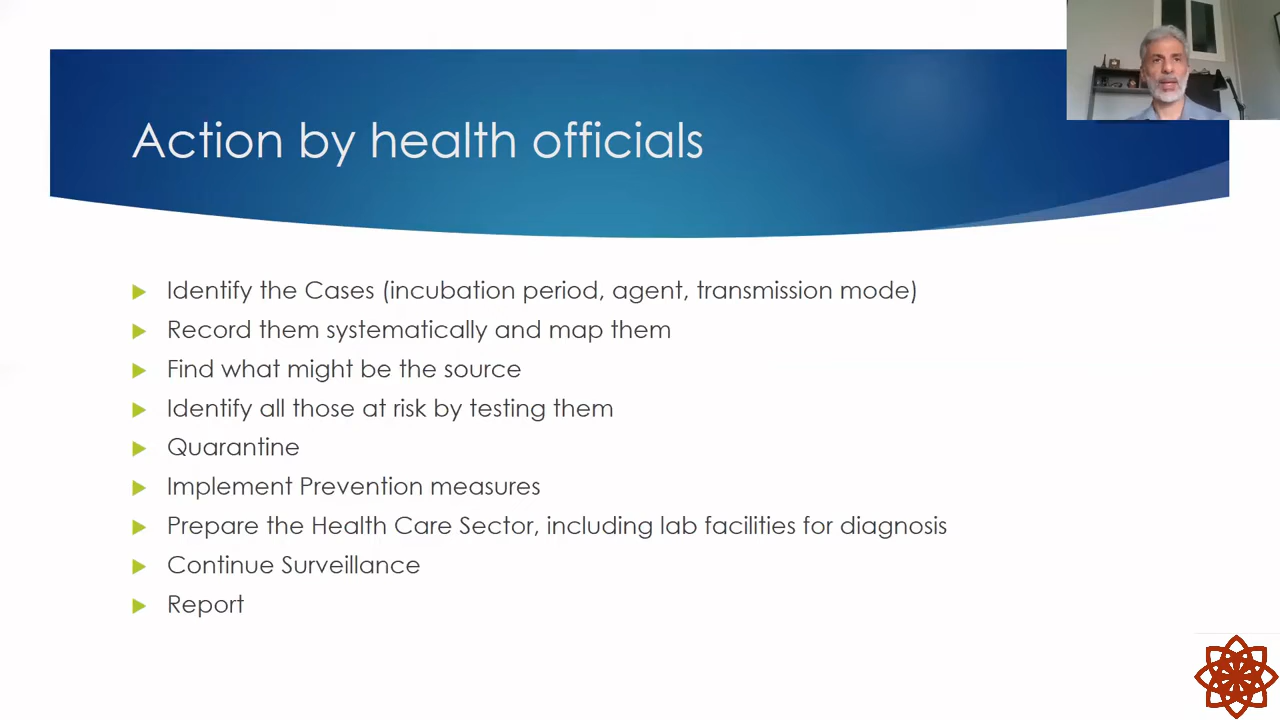 Action by health officials
Identify the Cases (incubation period, agent, transmission mode)
Record them systematically and map them
Find what might be the source
Identify all those at risk by testing them
Quarantine
Implement Prevention measures
Prepare the Health Care Sector, including lab facilities for diagnosis
Continue Surveillance
Report